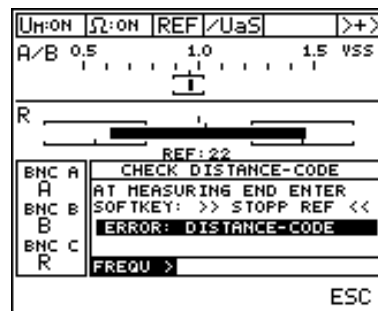 UM:ON Ω:ON REF /UaS >+>
A/B 0.5 1.0 1.5 VSS
R
REF:22
BNC A
A
BNC B
B
BNC C
R
CHECK DISTANCE-CODE
AT MEASURING END ENTER
SOFTKEY: >> STOPP REF <<
ERROR: DISTANCE-CODE
FREQU >
ESC